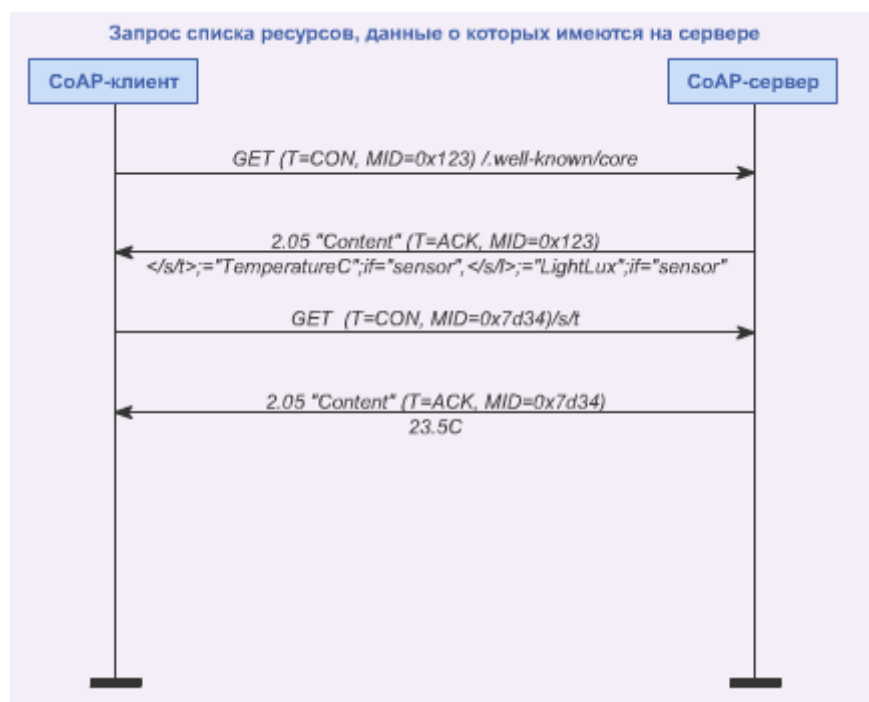 Запрос списка ресурсов, данные о которых имеются на сервере
CoAP-клиент
CoAP-сервер
GET (T=CON, MID=0x123) /.well-known/core
2.05 "Content" (T=ACK, MID=0x123)
</s/t>;="TemperatureC";if="sensor",</s/l>;="LightLux";if="sensor"
GET (T=CON, MID=0x7d34)/s/t
2.05 "Content" (T=ACK, MID=0x7d34)
23.5C